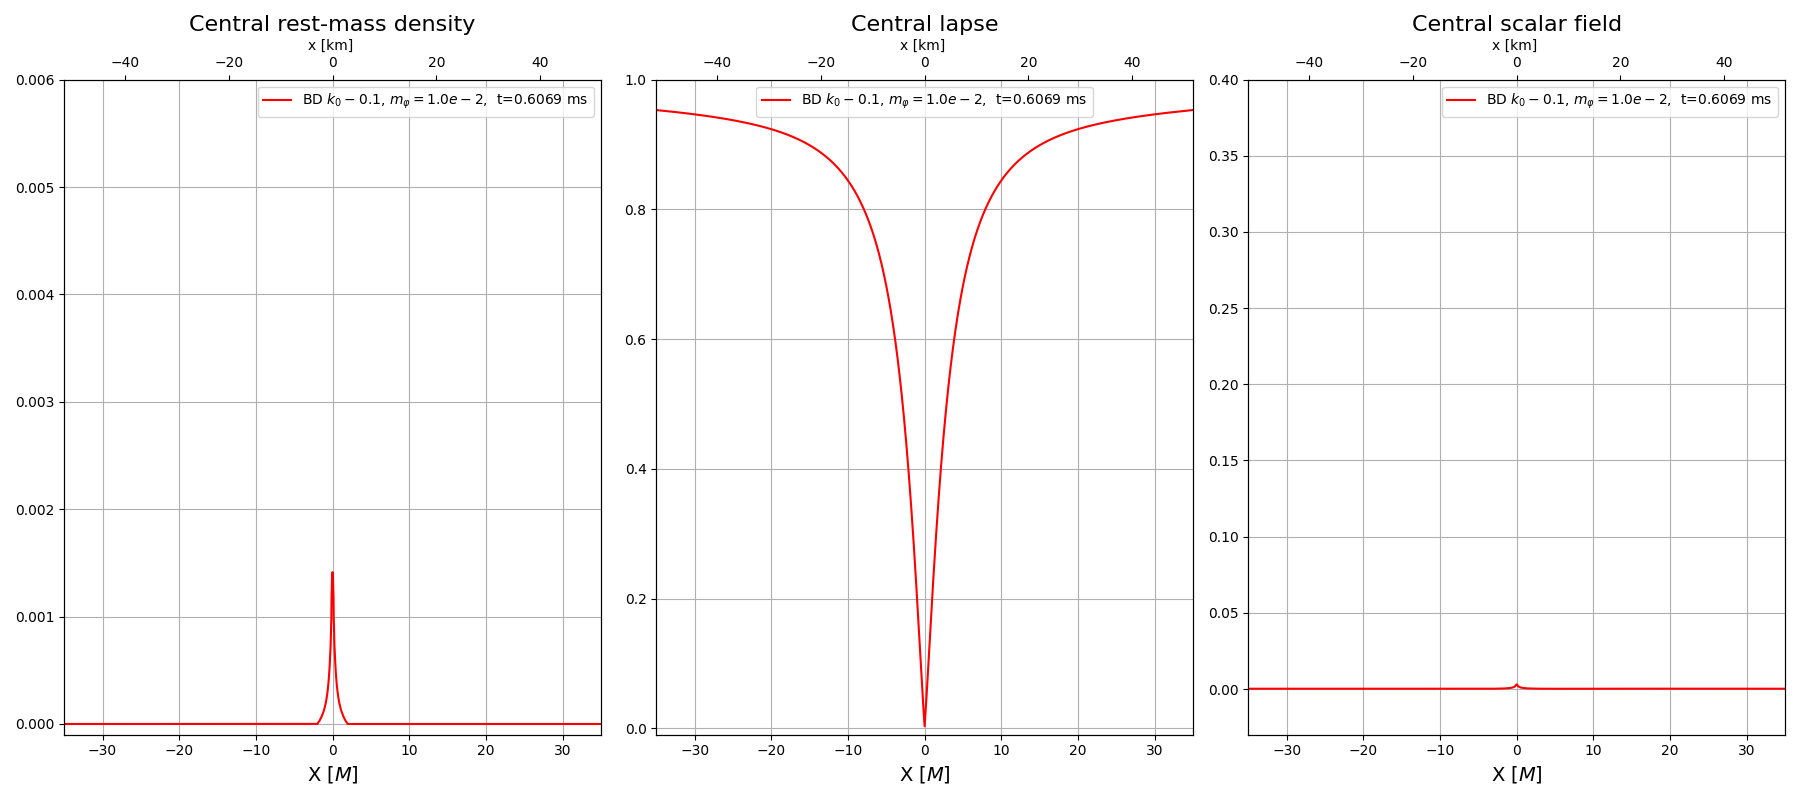 Central rest-mass density
x [km]
−40 −20 0 20 40
0.006
0.005
0.004
0.003
0.002
0.001
0.000
BD k₀ − 0.1, mᵩ = 1.0e − 2, t=0.6069 ms
−30 −20 −10 0 10 20 30
X [M]
Central lapse
x [km]
−40 −20 0 20 40
1.0
0.8
0.6
0.4
0.2
0.0
BD k₀ − 0.1, mᵩ = 1.0e − 2, t=0.6069 ms
−30 −20 −10 0 10 20 30
X [M]
Central scalar field
x [km]
−40 −20 0 20 40
0.40
0.35
0.30
0.25
0.20
0.15
0.10
0.05
0.00
BD k₀ − 0.1, mᵩ = 1.0e − 2, t=0.6069 ms
−30 −20 −10 0 10 20 30
X [M]